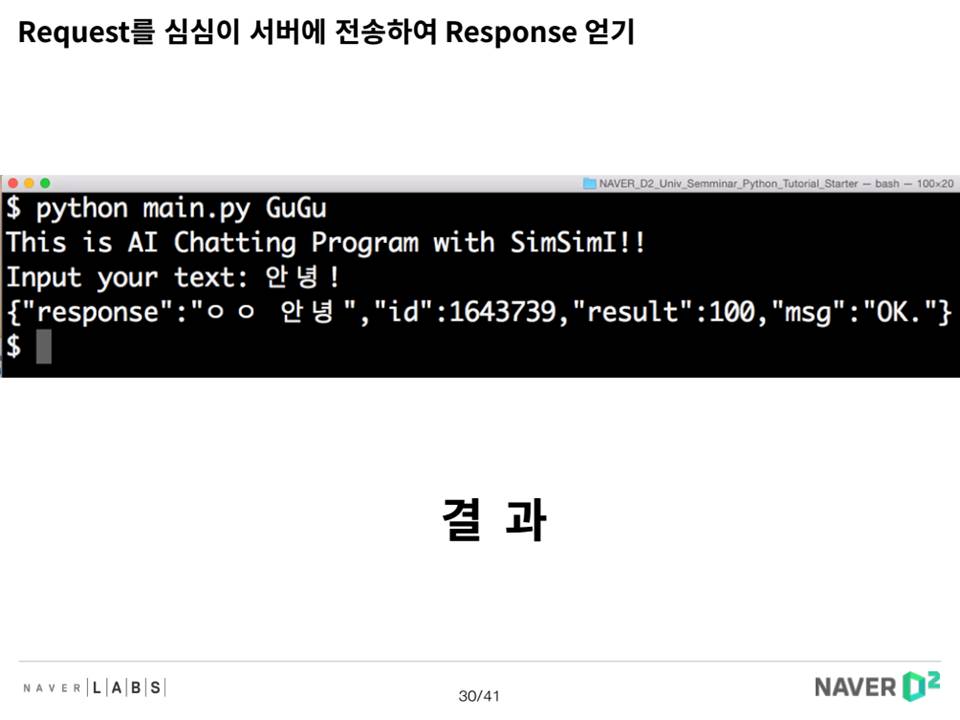 Request를 심심이 서버에 전송하여 Response 얻기
NAVER_D2_Univ_Semminar_Python_Tutorial_Starter — bash — 100×20
$ python main.py GuGu
This is AI Chatting Program with SimSimI!!
Input your text: 안녕!
{"response":"ㅇㅇ 안녕","id":1643739,"result":100,"msg":"OK."}
$
결 과
NAVER|L|A|B|S|
30/41
NAVER D2